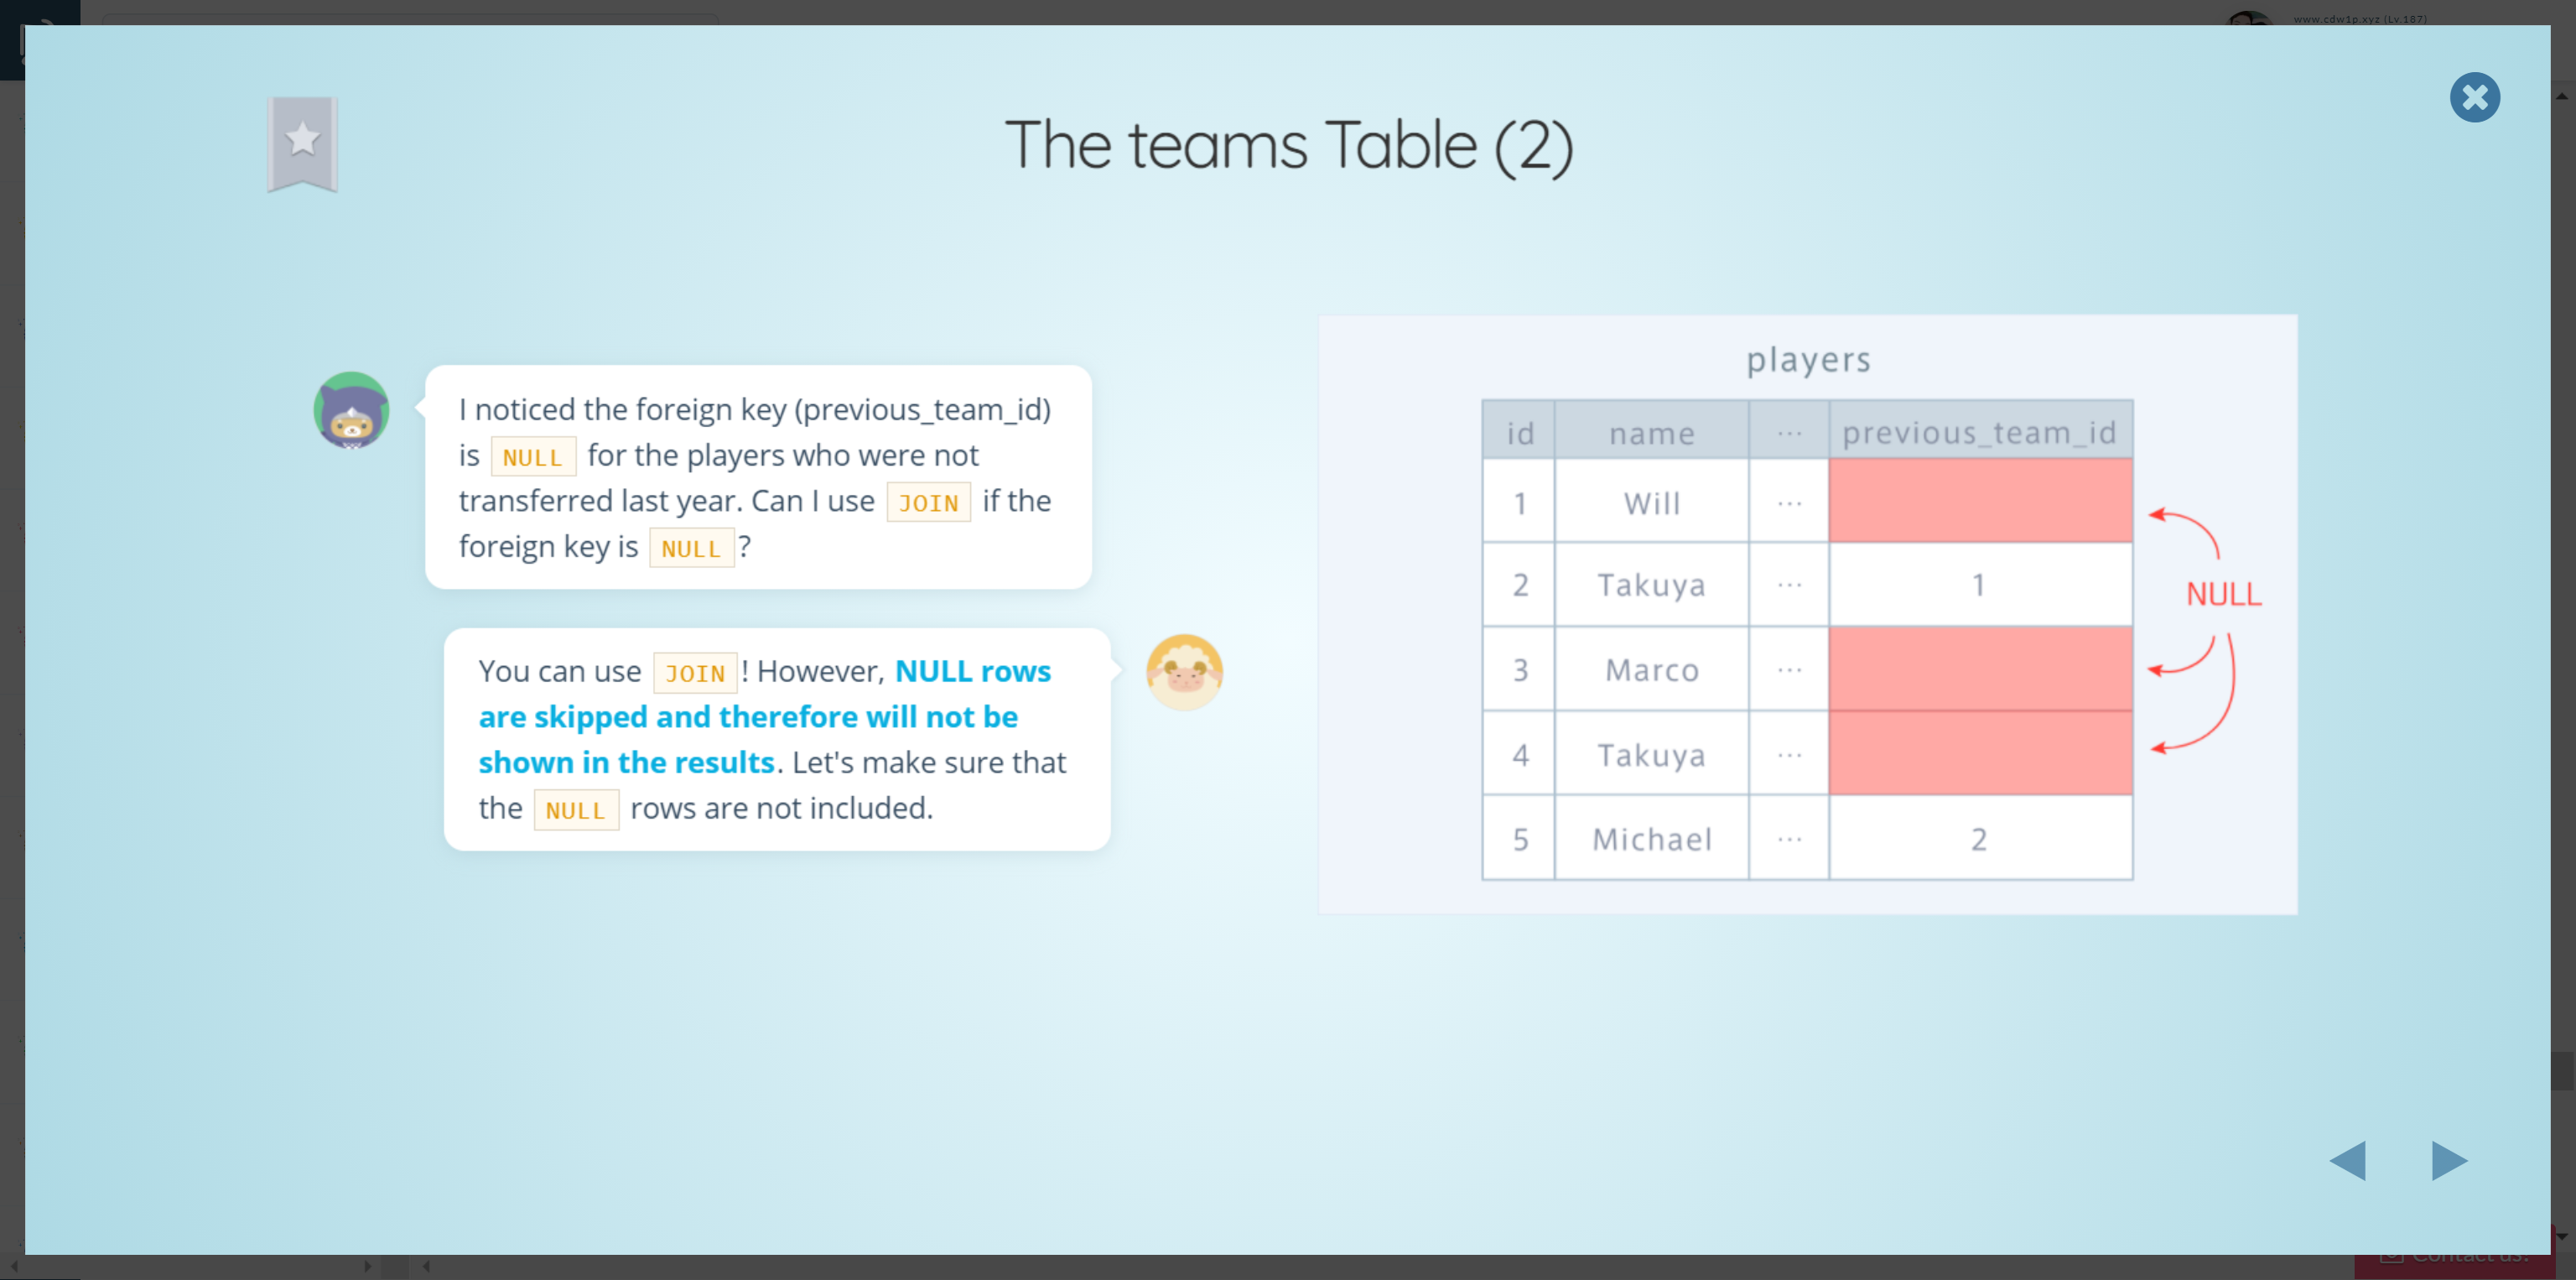 www.cdw1p.xyz (Lv.187)
The teams Table (2)
I noticed the foreign key (previous_team_id)
is NULL for the players who were not
transferred last year. Can I use JOIN if the
foreign key is NULL ?
You can use JOIN ! However, NULL rows
are skipped and therefore will not be
shown in the results. Let's make sure that
the NULL rows are not included.
players
id name ... previous_team_id
1 Will ...
2 Takuya ... 1
NULL
3 Marco ...
4 Takuya ...
5 Michael ... 2
Contact us!